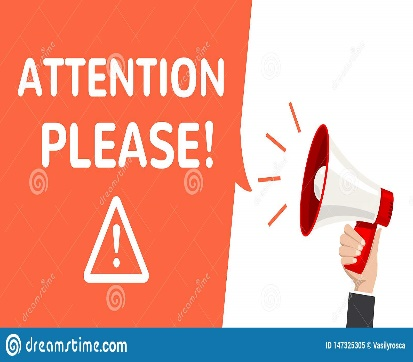 ATTENTION
PLEASE!
!
dreamstime.com
ID 147325305 © Vasilyrosca